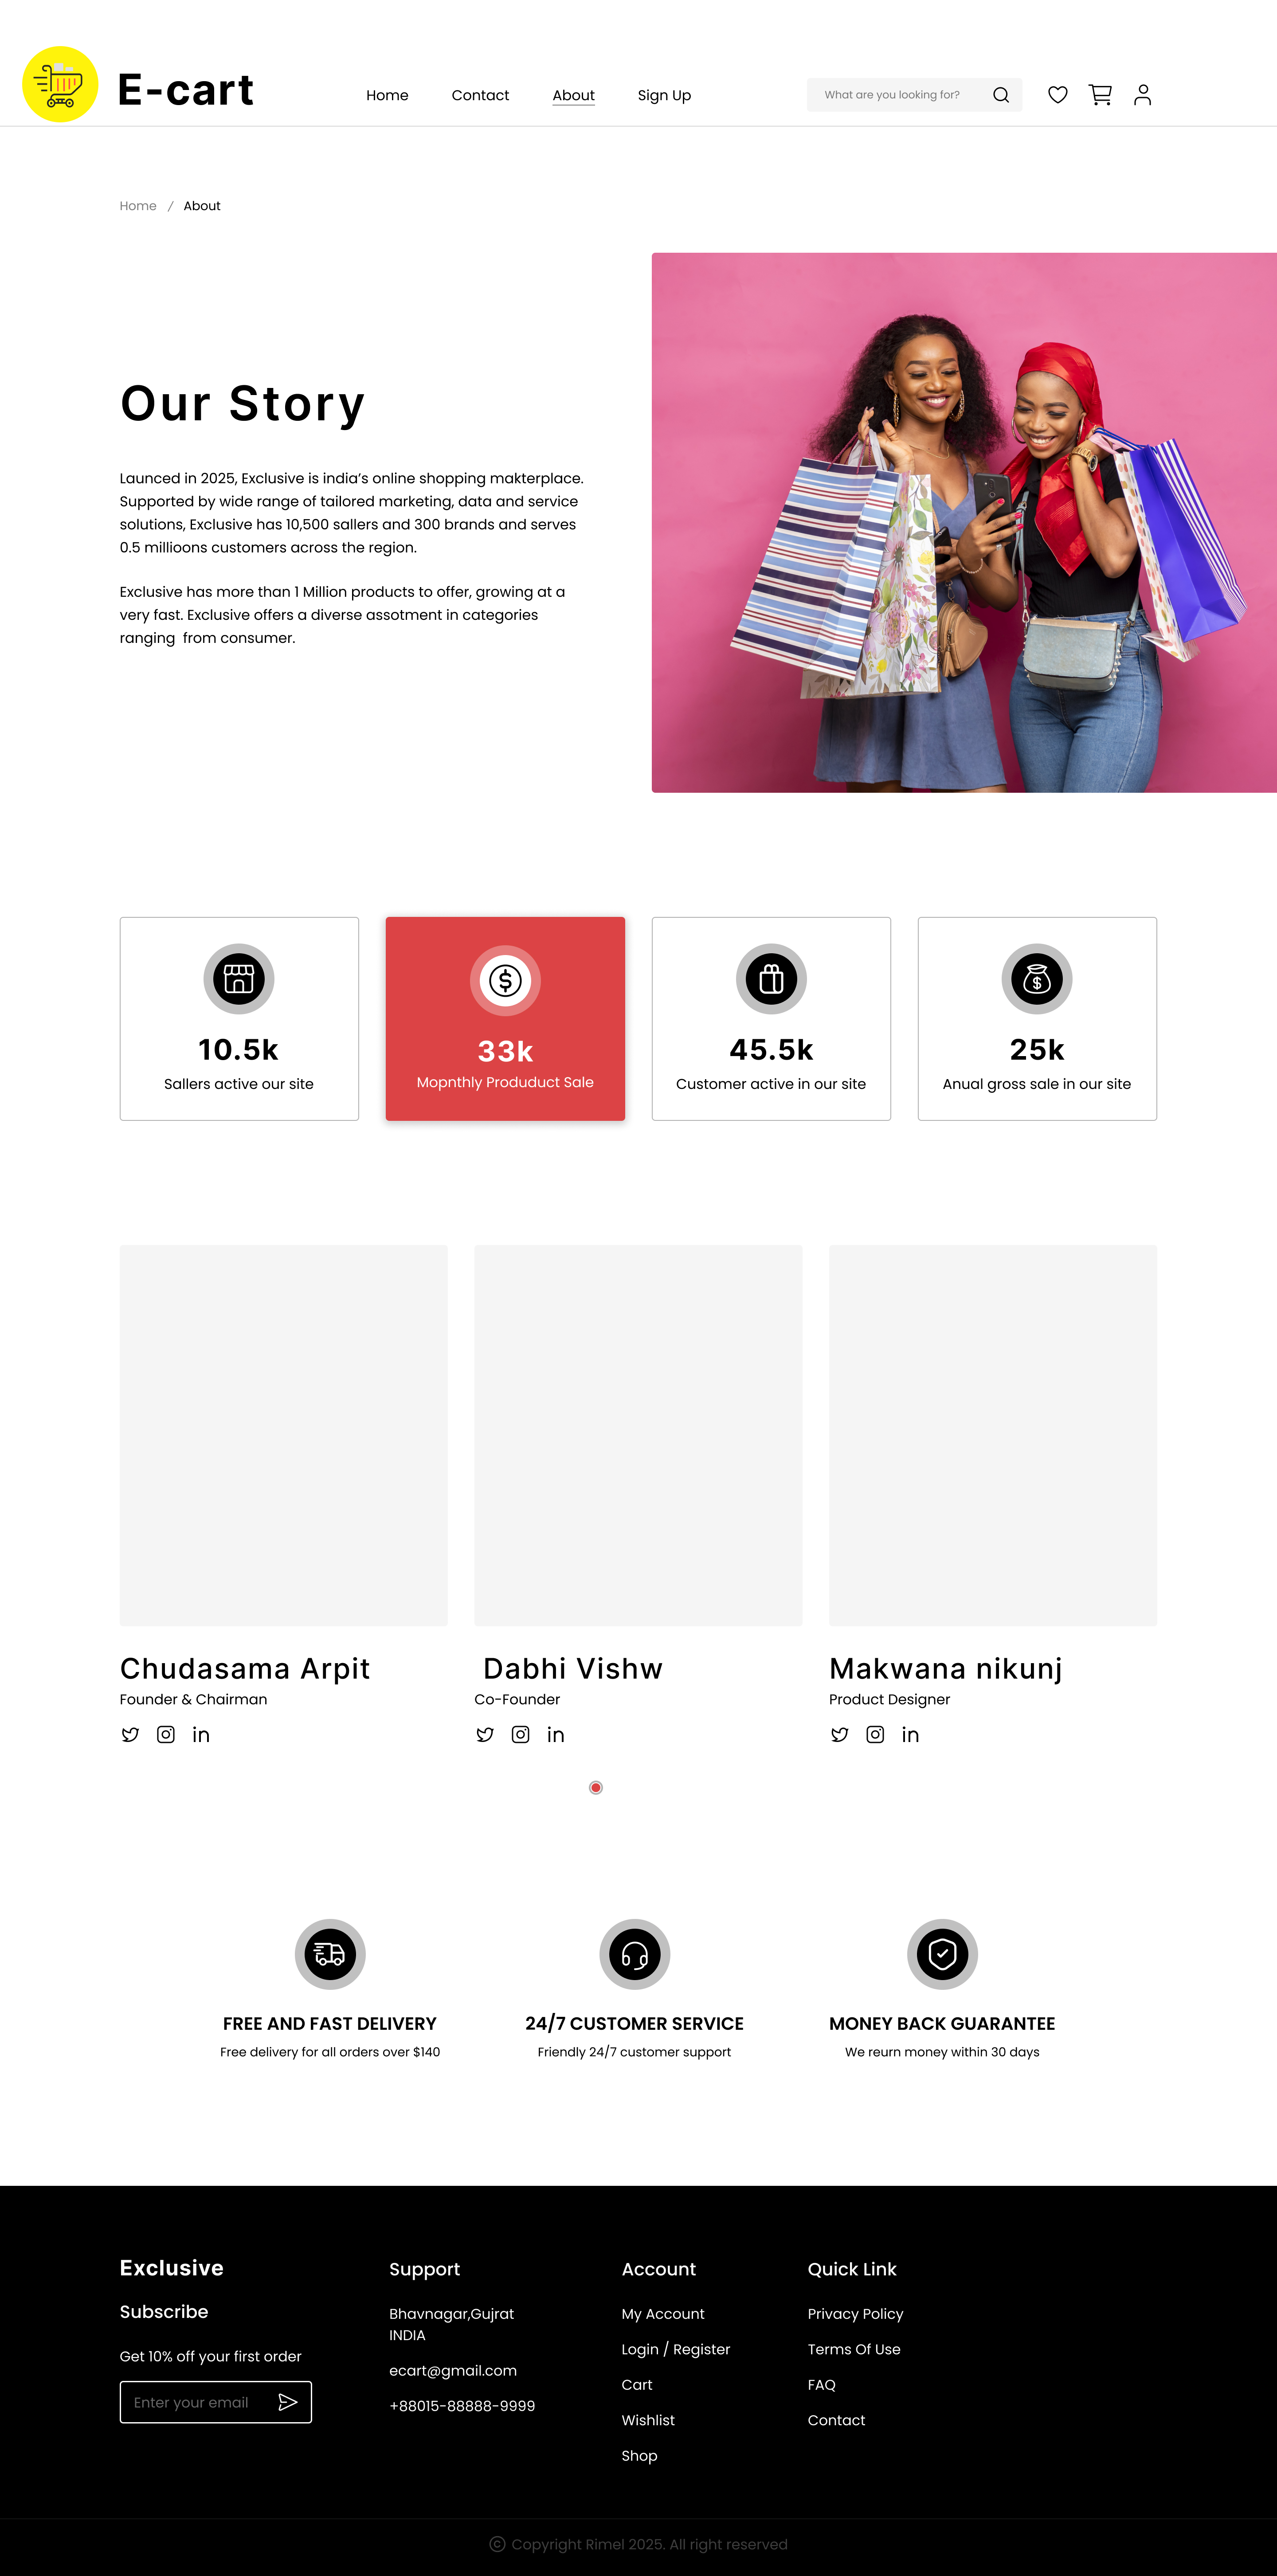 E-cart
Home
Contact
About
Sign Up
What are you looking for?
Home / About
Our Story
Launced in 2025, Exclusive is india’s online shopping makterplace.
Supported by wide range of tailored marketing, data and service
solutions, Exclusive has 10,500 sallers and 300 brands and serves
0.5 millioons customers across the region.
Exclusive has more than 1 Million products to offer, growing at a
very fast. Exclusive offers a diverse assotment in categories
ranging  from consumer.
10.5k
Sallers active our site
33k
Mopnthly Produduct Sale
45.5k
Customer active in our site
25k
Anual gross sale in our site
Chudasama Arpit
Founder & Chairman
in
Dabhi Vishw
Co-Founder
in
Makwana nikunj
Product Designer
in
FREE AND FAST DELIVERY
Free delivery for all orders over $140
24/7 CUSTOMER SERVICE
Friendly 24/7 customer support
MONEY BACK GUARANTEE
We reurn money within 30 days
Exclusive
Subscribe
Get 10% off your first order
Enter your email
Support
Bhavnagar,Gujrat
INDIA
ecart@gmail.com
+88015-88888-9999
Account
My Account
Login / Register
Cart
Wishlist
Shop
Quick Link
Privacy Policy
Terms Of Use
FAQ
Contact
© Copyright Rimel 2025. All right reserved